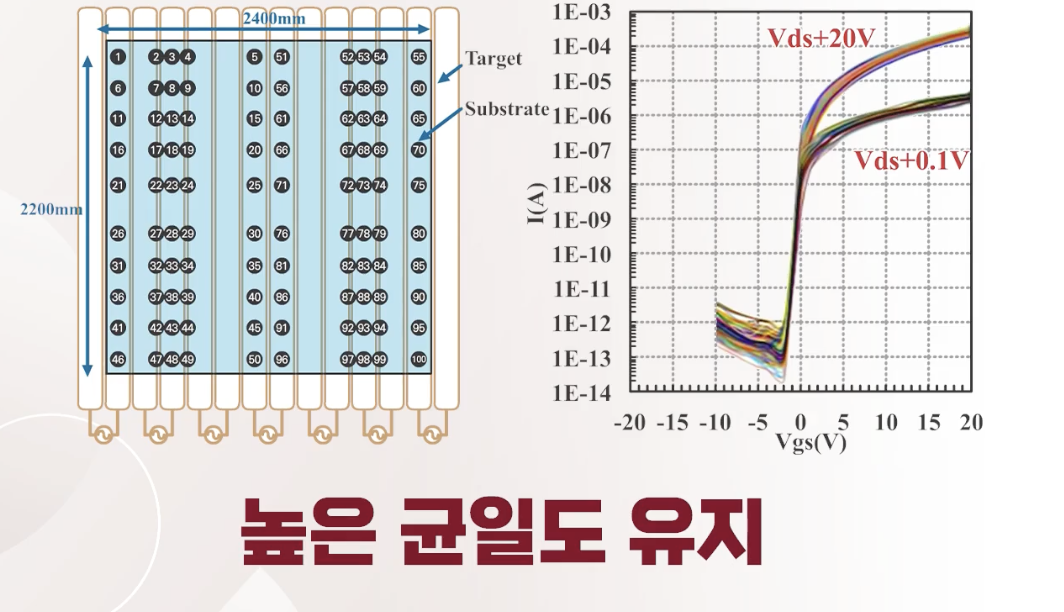 2400mm
1 2 3 4 5 51 52 53 54 55
6 7 8 9 10 56 57 58 59 60
11 12 13 14 15 61 62 63 64 65
16 17 18 19 20 66 67 68 69 70
21 22 23 24 25 71 72 73 74 75
26 27 28 29 30 76 77 78 79 80
31 32 33 34 35 81 82 83 84 85
36 37 38 39 40 86 87 88 89 90
41 42 43 44 45 91 92 93 94 95
46 47 48 49 50 96 97 98 99 100
2200mm
Target
Substrate
1E-03
1E-04
1E-05
1E-06
1E-07
1E-08
1E-09
1E-10
1E-11
1E-12
1E-13
1E-14
I(A)
Vds+20V
Vds+0.1V
-20 -15 -10 -5 0 5 10 15 20
Vgs(V)
높은 균일도 유지